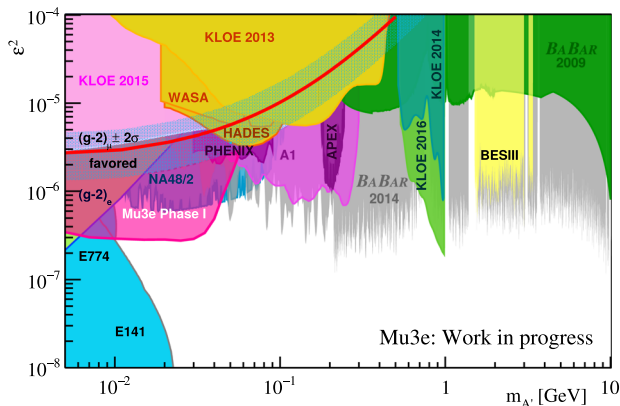 ε²
10⁻⁴
10⁻⁵
10⁻⁶
10⁻⁷
10⁻⁸
KLOE 2013
KLOE 2014
BABAR
2009
KLOE 2015
WASA
(g-2)μ ± 2σ
favored
HADES
PHENIX
A1
APEX
KLOE 2016
BESIII
NA48/2
BABAR
2014
(g-2)e
Mu3e Phase I
E774
E141
Mu3e: Work in progress
10⁻²
10⁻¹
1
10
mA' [GeV]